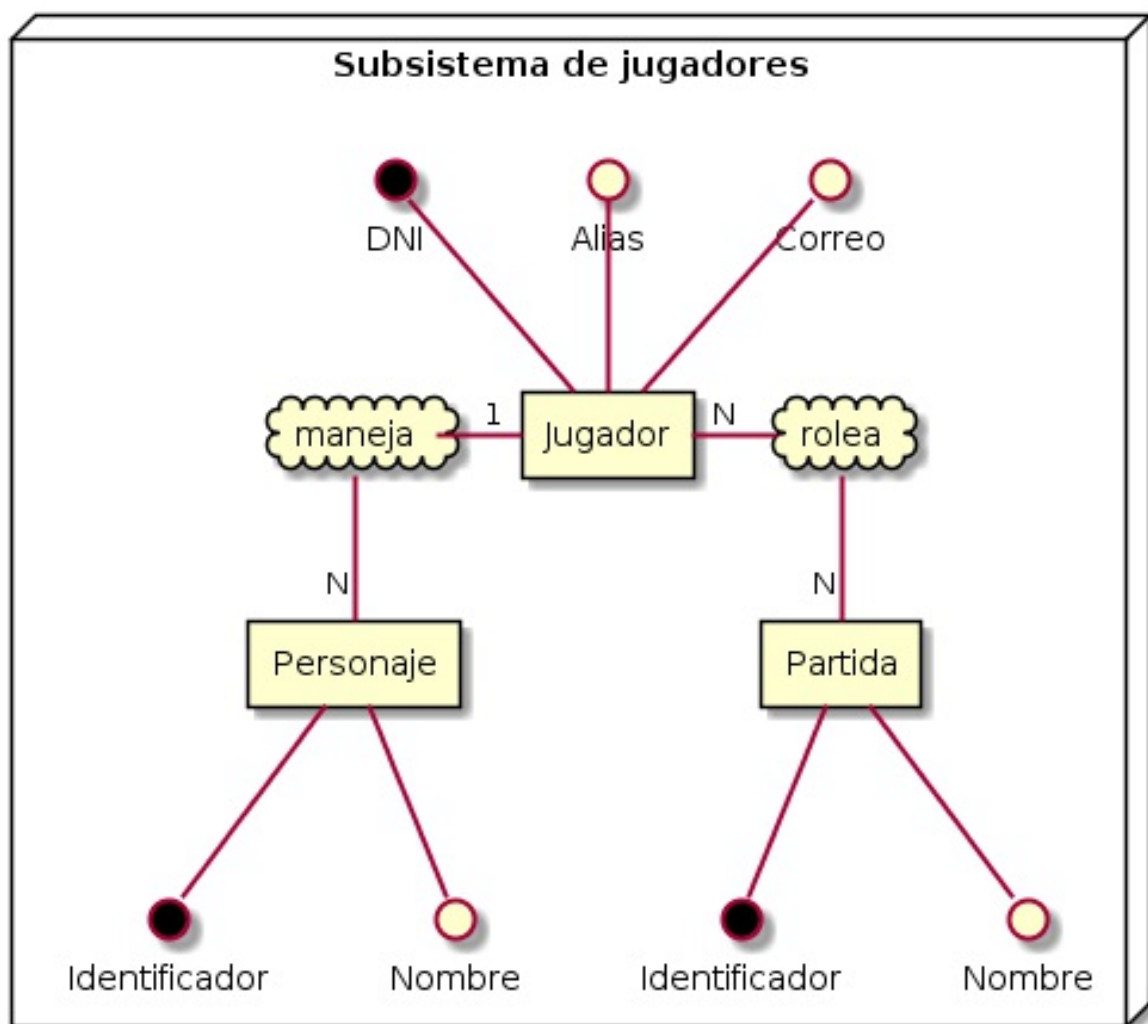 Subsistema de jugadores
DNI
Alias
Correo
maneja
1
Jugador
N
rolea
N
N
Personaje
Partida
Identificador
Nombre
Identificador
Nombre